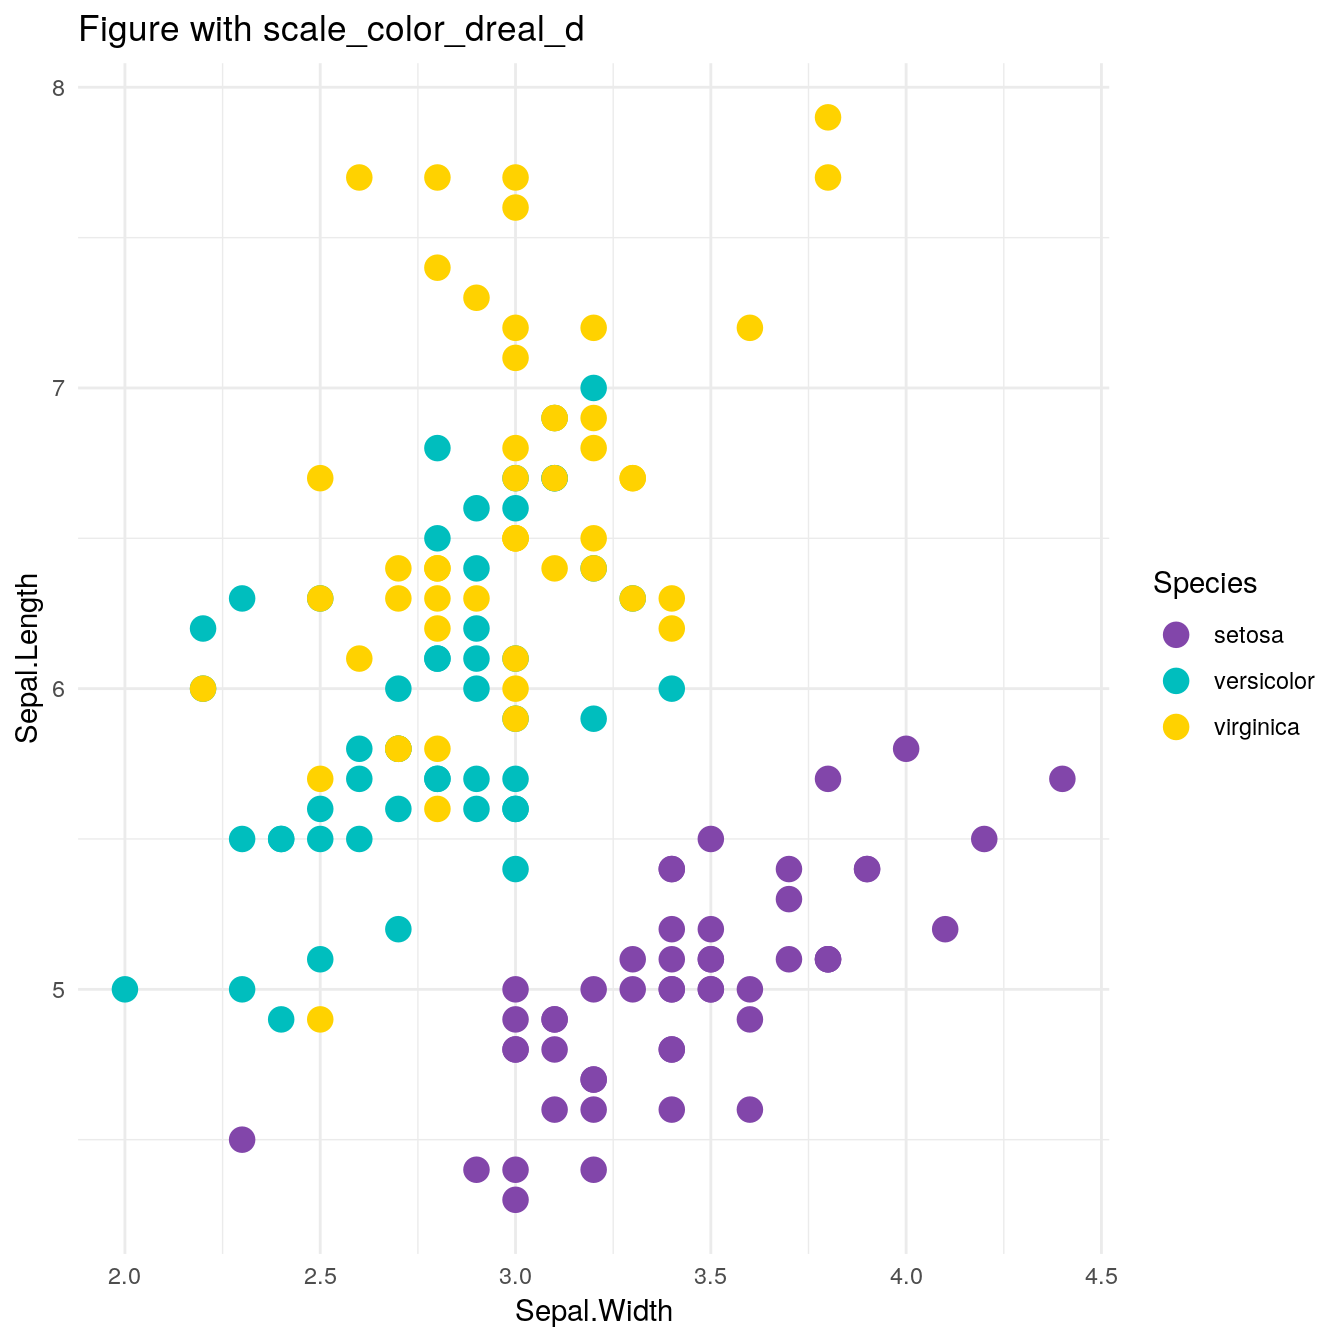 Figure with scale_color_dreal_d
8
7
6
5
Sepal.Length
2.0 2.5 3.0 3.5 4.0 4.5
Sepal.Width
Species
setosa
versicolor
virginica